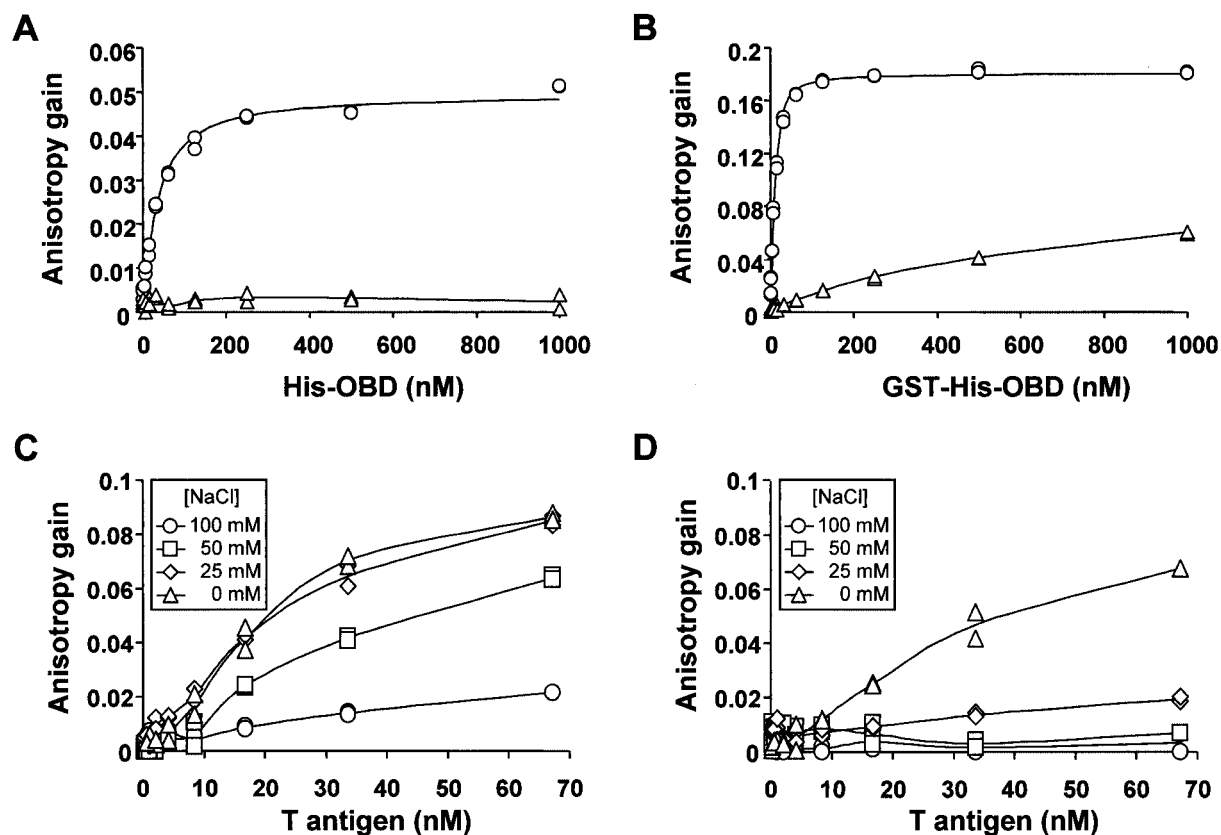 A
Anisotropy gain
0.06
0.05
0.04
0.03
0.02
0.01
0
0
200
400
600
800
1000
His-OBD (nM)
B
Anisotropy gain
0.2
0.16
0.12
0.08
0.04
0
0
200
400
600
800
1000
GST-His-OBD (nM)
C
Anisotropy gain
0.1
0.08
0.06
0.04
0.02
0
[NaCl]
100 mM
50 mM
25 mM
0 mM
0
10
20
30
40
50
60
70
T antigen (nM)
D
Anisotropy gain
0.1
0.08
0.06
0.04
0.02
0
[NaCl]
100 mM
50 mM
25 mM
0 mM
0
10
20
30
40
50
60
70
T antigen (nM)